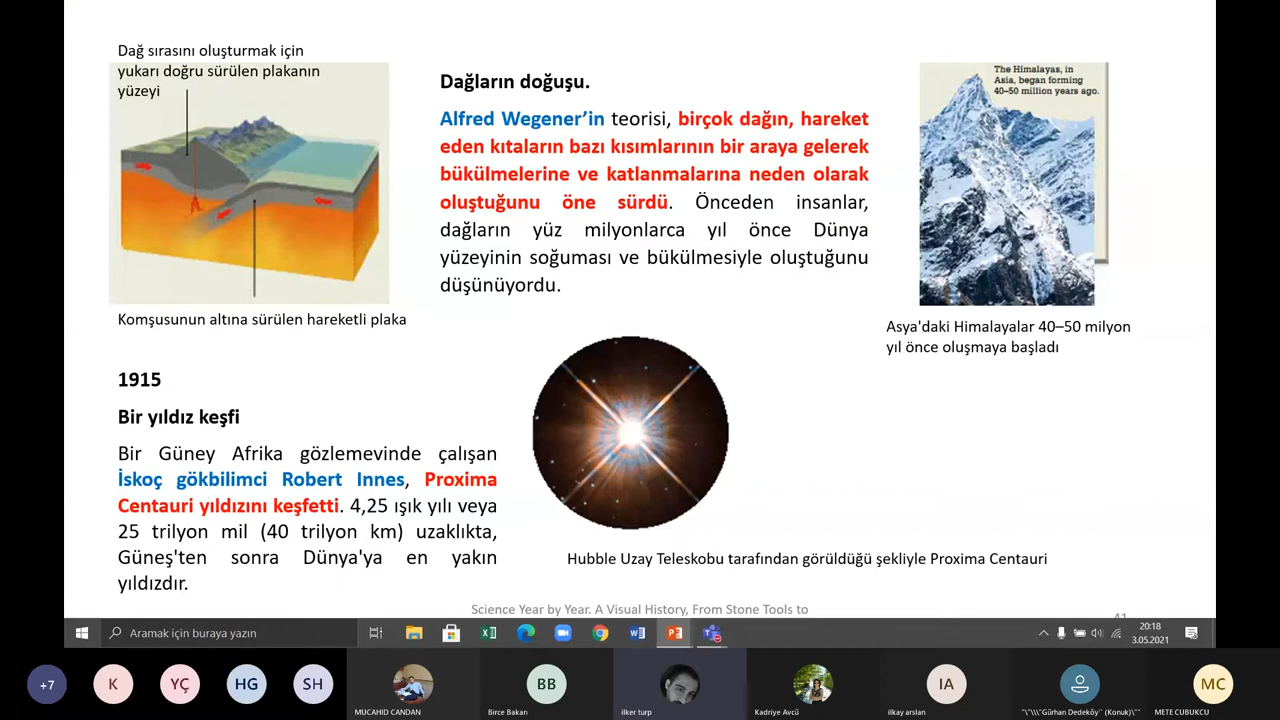 Dağ sırasını oluşturmak için
yukarı doğru sürülen plakanın
yüzeyi
Komşusunun altına sürülen hareketli plaka
Dağların doğuşu.
Alfred Wegener’in teorisi, birçok dağın, hareket
eden kıtaların bazı kısımlarının bir araya gelerek
bükülmelerine ve katlanmalarına neden olarak
oluştuğunu öne sürdü. Önceden insanlar,
dağların yüz milyonlarca yıl önce Dünya
yüzeyinin soğuması ve bükülmesiyle oluştuğunu
düşünüyordu.
The Himalayas, in
Asia, began forming
40–50 million years ago.
Asya'daki Himalayalar 40–50 milyon
yıl önce oluşmaya başladı
1915
Bir yıldız keşfi
Bir Güney Afrika gözlemevinde çalışan
İskoç gökbilimci Robert Innes, Proxima
Centauri yıldızını keşfetti. 4,25 ışık yılı veya
25 trilyon mil (40 trilyon km) uzaklıkta,
Güneş'ten sonra Dünya'ya en yakın
yıldızdır.
Hubble Uzay Teleskobu tarafından görüldüğü şekliyle Proxima Centauri
Science Year by Year. A Visual History, From Stone Tools to
41
Aramak için buraya yazın
20:18
3.05.2021
+7
K
YÇ
HG
SH
MUCAHID CANDAN
BB
Birce Bakan
ilker turp
Kadriye Avcü
IA
ilkay arslan
"\"\\\"Gürhan Dedeköy" (Konuk)\""
MC
METE CUBUKCU